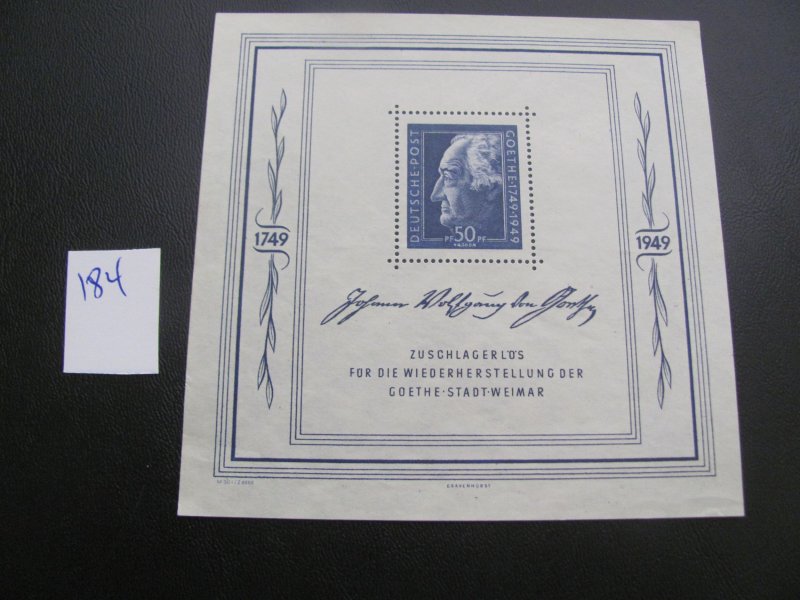 184
1749
1949
DEUTSCHE·POST
GOETHE·1749-1949
PF 50 PF
Johann Wolfgang von Goethe
ZUSCHLAGERLÖS
FÜR DIE WIEDERHERSTELLUNG DER
GOETHE·STADT·WEIMAR
GRAVENHORST